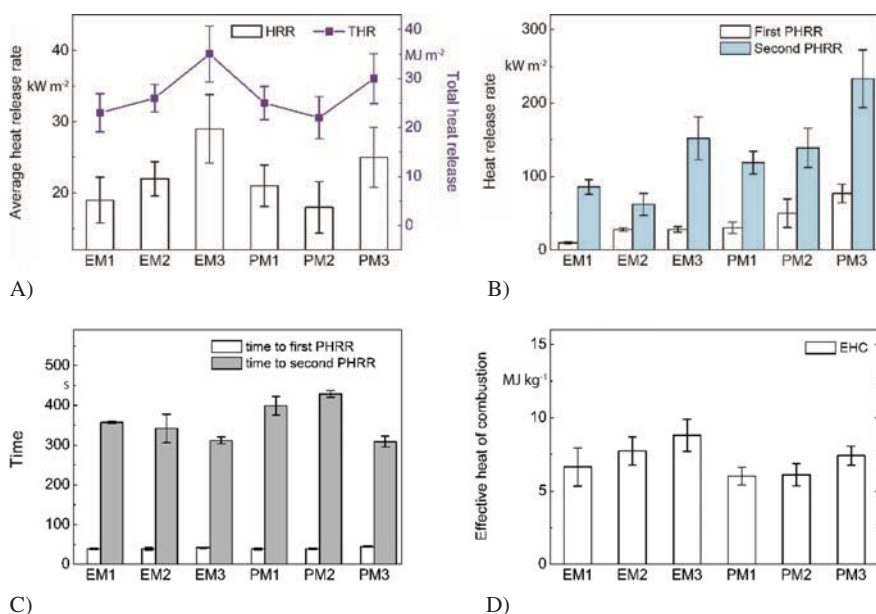 HRR THR
Average heat release rate
kW m-2
40
30
20
MJ m-2
40
30
20
10
0
Total heat release
EM1 EM2 EM3 PM1 PM2 PM3
A)
First PHRR
Second PHRR
Heat release rate
kW m-2
300
200
100
0
EM1 EM2 EM3 PM1 PM2 PM3
B)
time to first PHRR
time to second PHRR
Time
500
s
400
300
200
100
0
EM1 EM2 EM3 PM1 PM2 PM3
C)
EHC
Effective heat of combustion
15
MJ kg-1
10
5
0
EM1 EM2 EM3 PM1 PM2 PM3
D)